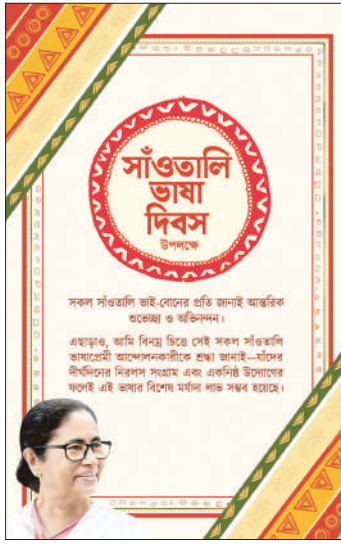 সাঁওতালি
ভাষা
দিবস
উপলক্ষে
সকল সাঁওতালি ভাই-বোনের প্রতি জানাই আন্তরিক
শুভেচ্ছা ও অভিনন্দন।
এছাড়াও, আমি বিনম্র চিত্তে সেই সকল সাঁওতালি
ভাষাপ্রেমী আন্দোলনকারীকে শ্রদ্ধা জানাই—যাঁদের
দীর্ঘদিনের নিরলস সংগ্রাম এবং একনিষ্ঠ উদ্যোগের
ফলেই এই ভাষার বিশেষ মর্যাদা লাভ সম্ভব হয়েছে।